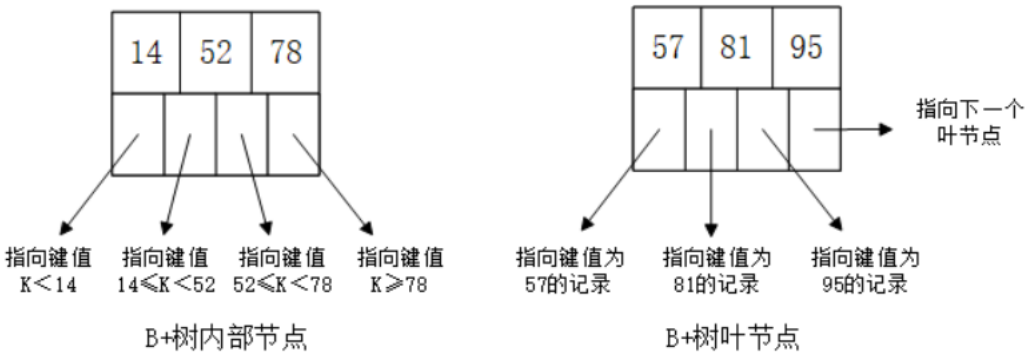 14 52 78
指向键值
K＜14
指向键值
14≤K＜52
指向键值
52≤K＜78
指向键值
K≥78
B+树内部节点
57 81 95
指向下一个
叶节点
指向键值为
57的记录
指向键值为
81的记录
指向键值为
95的记录
B+树叶节点